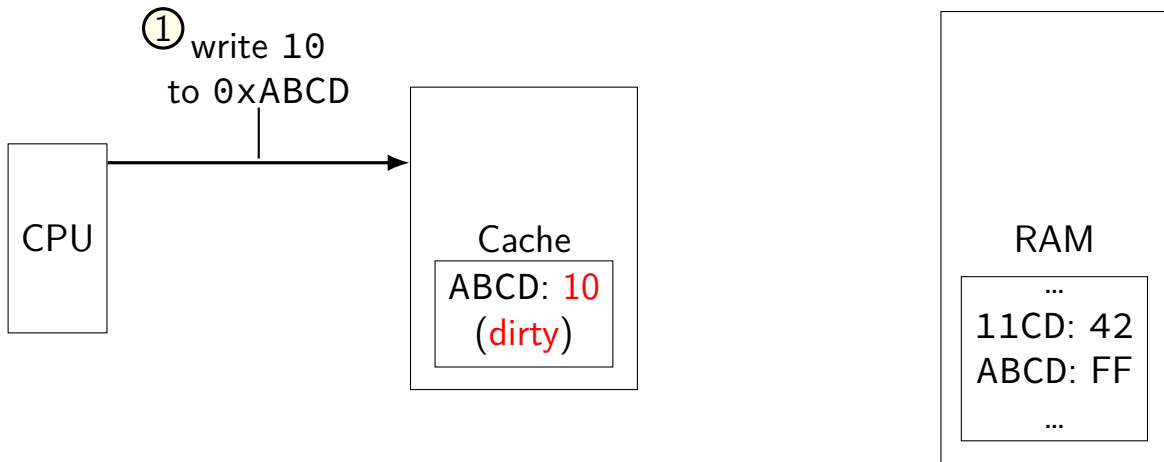 1
write 10
to 0xABCD
CPU
Cache
ABCD: 10
(dirty)
RAM
...
11CD: 42
ABCD: FF
...